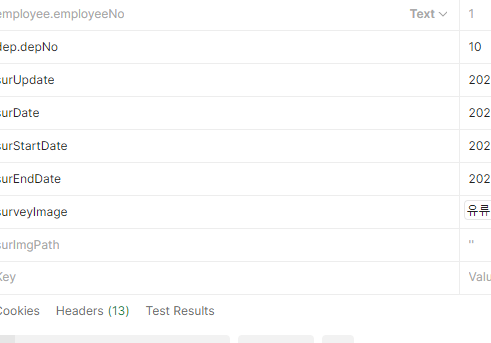 employee.employeeNo Text 1
dep.depNo 10
surUpdate 202
surDate 202
surStartDate 202
surEndDate 202
surveyImage 유류
surImgPath "
Key Valu
Cookies Headers (13) Test Results